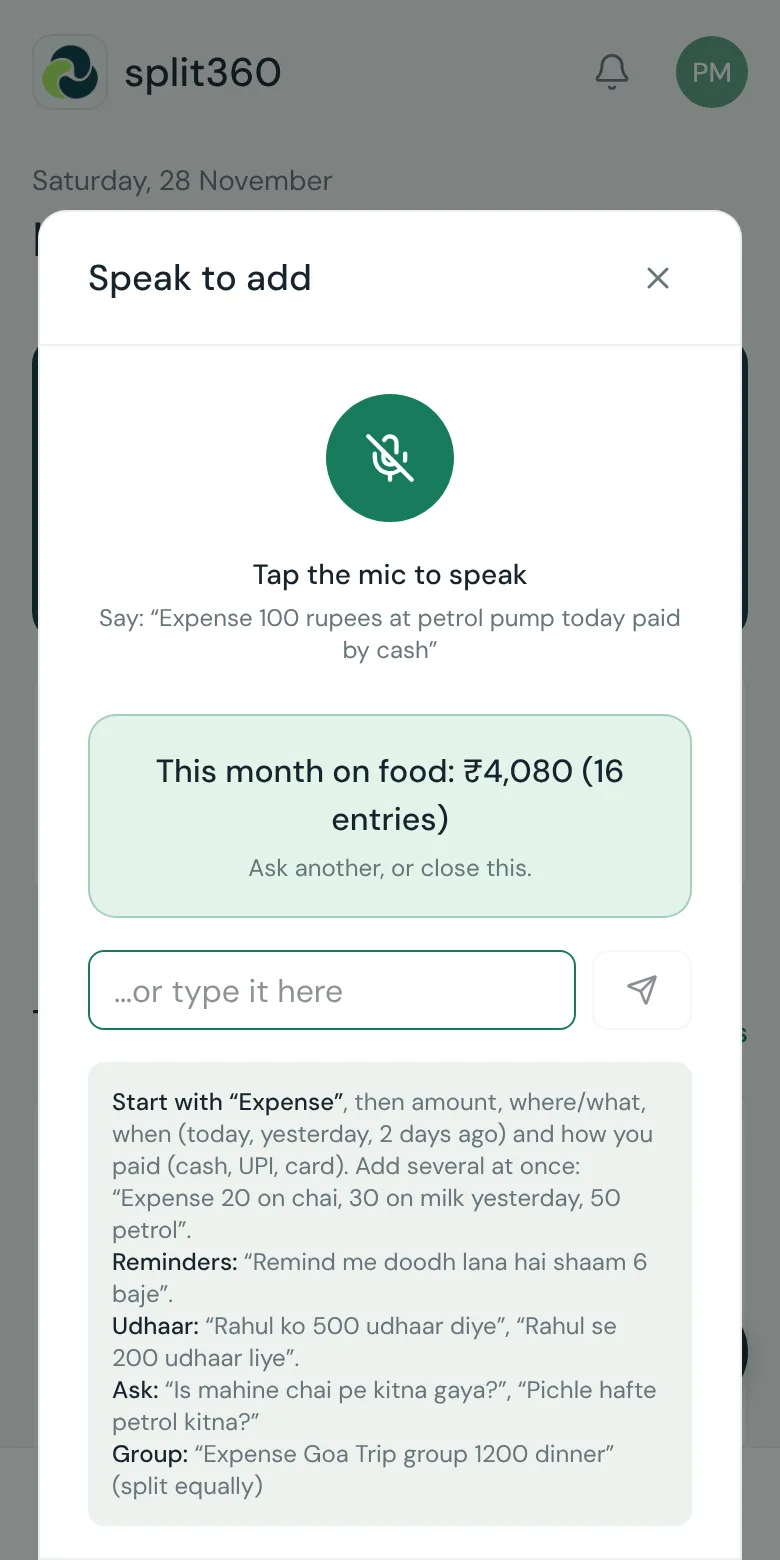 split360
PM
Saturday, 28 November
Speak to add
Tap the mic to speak
Say: “Expense 100 rupees at petrol pump today paid
by cash”
This month on food: ₹4,080 (16
entries)
Ask another, or close this.
...or type it here
Start with “Expense”, then amount, where/what,
when (today, yesterday, 2 days ago) and how you
paid (cash, UPI, card). Add several at once:
“Expense 20 on chai, 30 on milk yesterday, 50
petrol”.
Reminders: “Remind me doodh lana hai shaam 6
baje”.
Udhaar: “Rahul ko 500 udhaar diye”, “Rahul se
200 udhaar liye”.
Ask: “Is mahine chai pe kitna gaya?”, “Pichle hafte
petrol kitna?”
Group: “Expense Goa Trip group 1200 dinner”
(split equally)